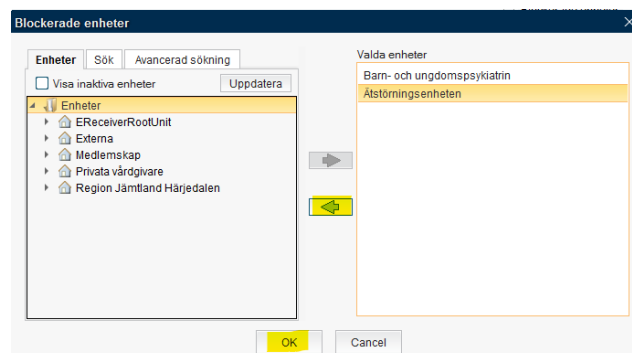 Blockerade enheter
Enheter Sök Avancerad sökning
Visa inaktiva enheter Uppdatera
Enheter
EReceiverRootUnit
Externa
Medlemskap
Privata vårdgivare
Region Jämtland Härjedalen
Valda enheter
Barn- och ungdomspsykiatrin
Ätstörningsenheten
OK Cancel